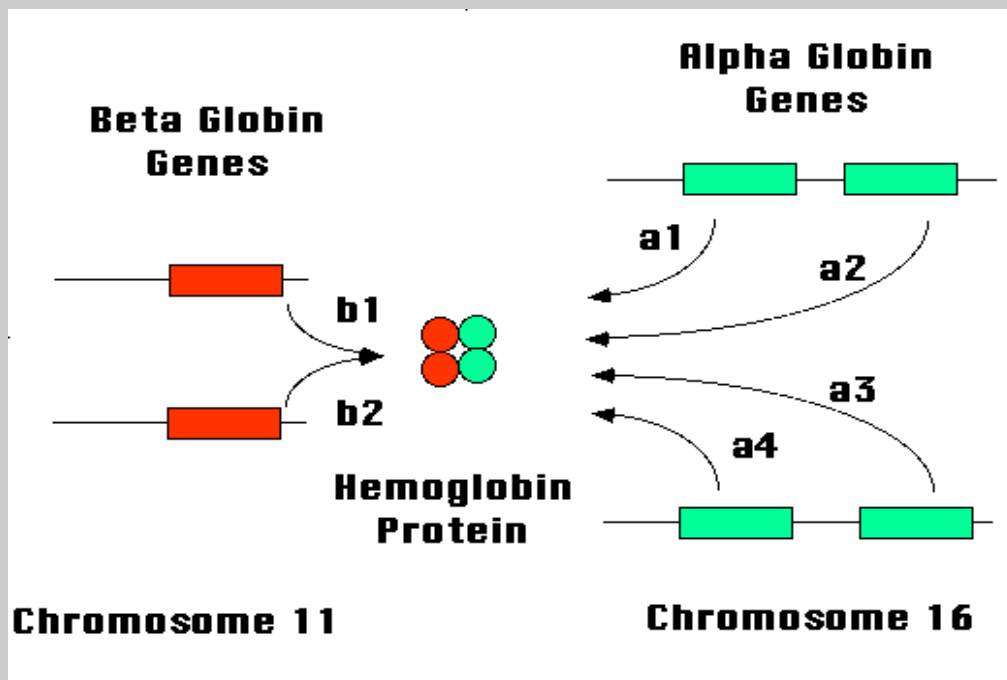 Alpha Globin
Genes
Beta Globin
Genes
a1
a2
b1
b2
a3
a4
Hemoglobin
Protein
Chromosome 11
Chromosome 16